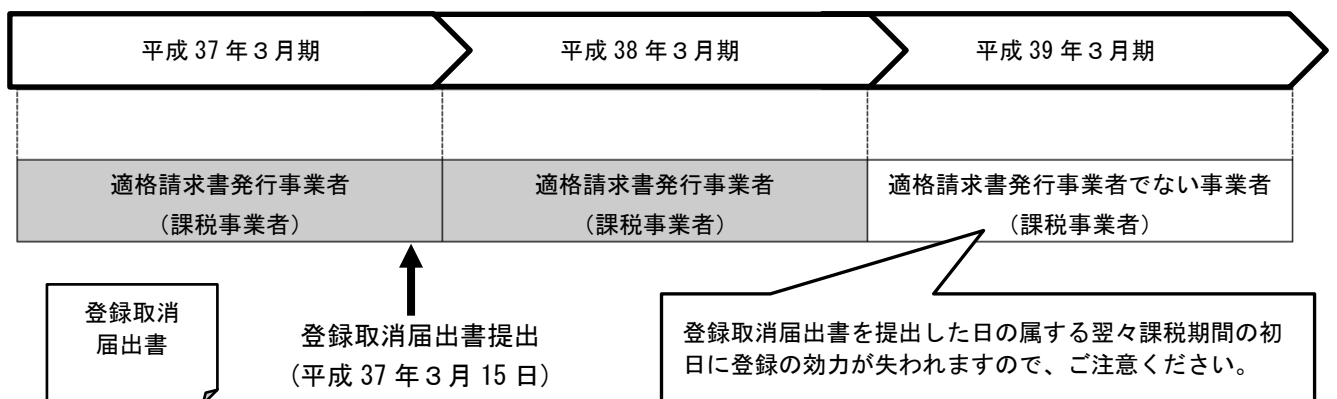 平成 37 年３月期
平成 38 年３月期
平成 39 年３月期
適格請求書発行事業者
（課税事業者）
適格請求書発行事業者
（課税事業者）
適格請求書発行事業者でない事業者
（課税事業者）
登録取消
届出書
登録取消届出書提出
（平成 37 年３月 15 日）
登録取消届出書を提出した日の属する翌々課税期間の初
日に登録の効力が失われますので、ご注意ください。